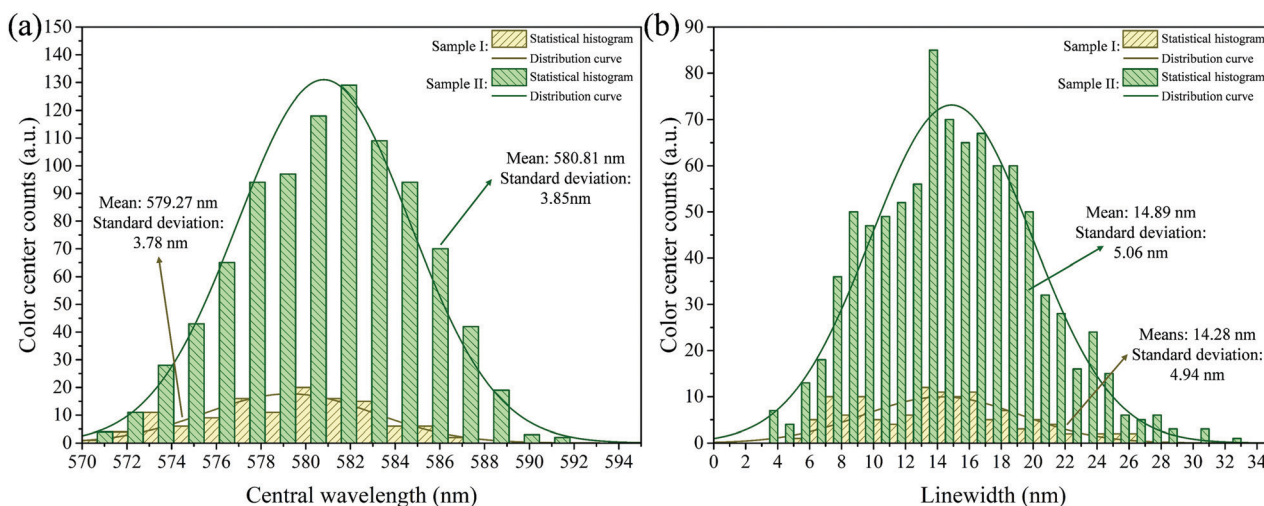 (a)
150
140
130
120
110
100
90
80
70
60
50
40
30
20
10
0
Color center counts (a.u.)
Sample I:
Statistical histogram
Distribution curve
Sample II:
Statistical histogram
Distribution curve
Mean: 580.81 nm
Standard deviation:
3.85nm
Mean: 579.27 nm
Standard deviation:
3.78 nm
570 572 574 576 578 580 582 584 586 588 590 592 594
Central wavelength (nm)
(b)
90
80
70
60
50
40
30
20
10
0
Color center counts (a.u.)
Sample I:
Statistical histogram
Distribution curve
Sample II:
Statistical histogram
Distribution curve
Mean: 14.89 nm
Standard deviation:
5.06 nm
Means: 14.28 nm
Standard deviation:
4.94 nm
0 2 4 6 8 10 12 14 16 18 20 22 24 26 28 30 32 34
Linewidth (nm)